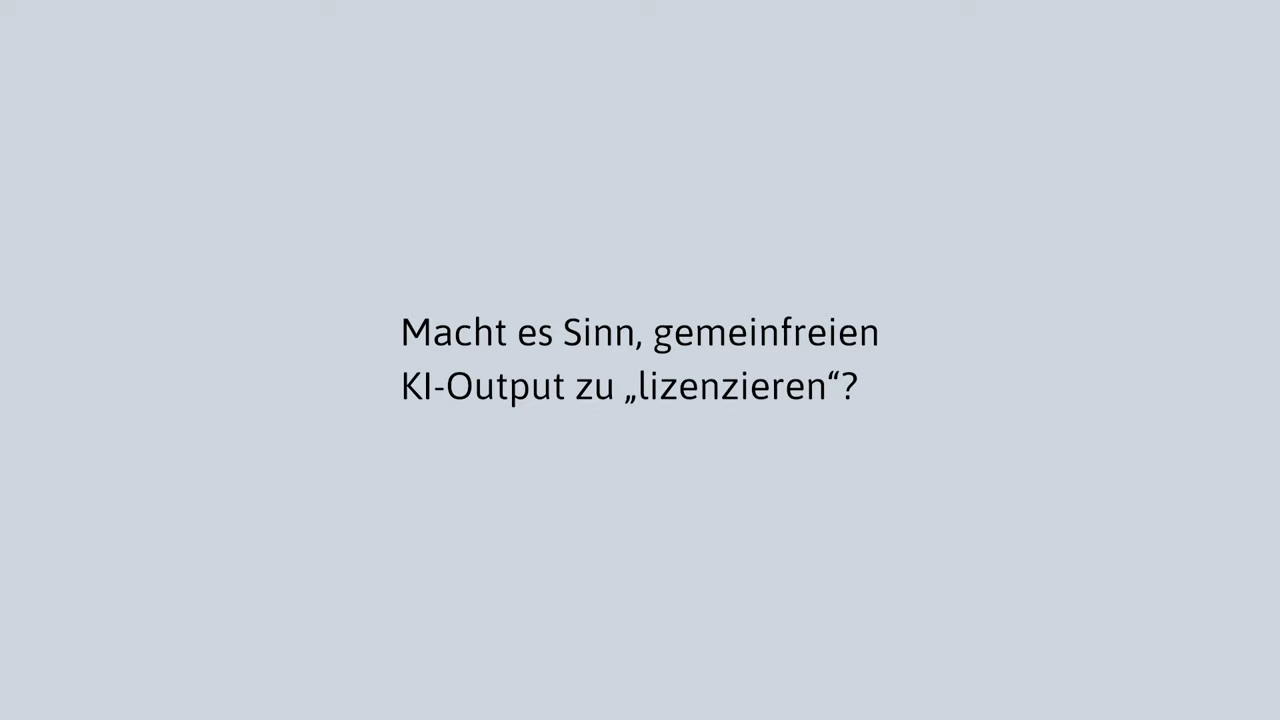 Macht es Sinn, gemeinfreien
KI-Output zu „lizenzieren“?